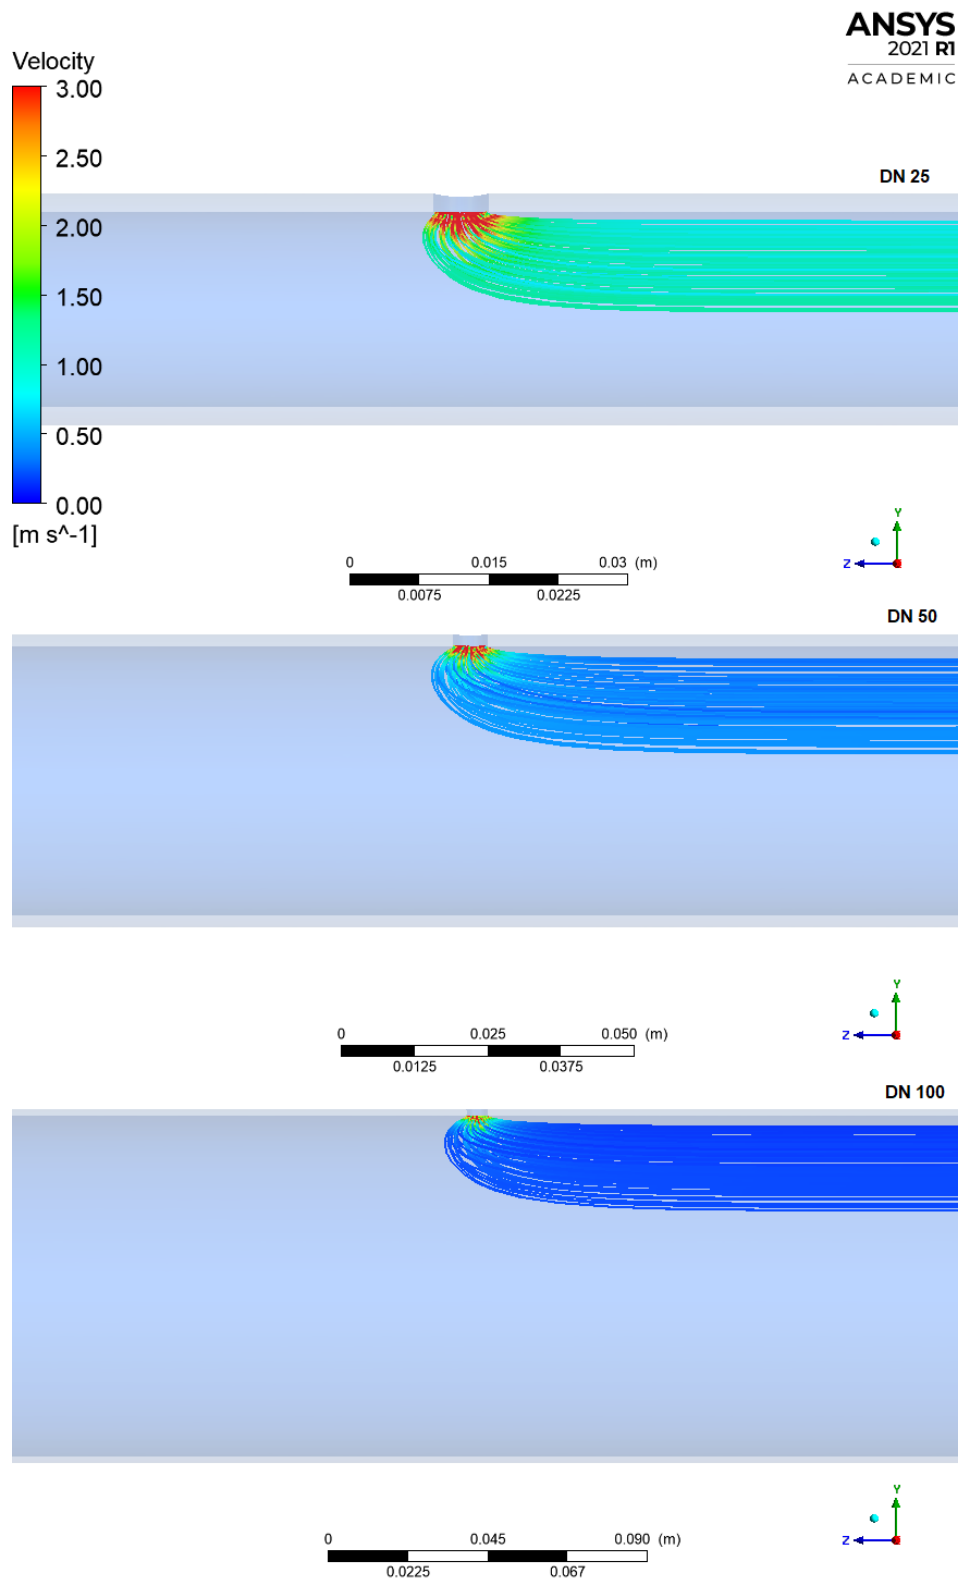 ANSYS
2021 R1
ACADEMIC
Velocity
3.00
2.50
2.00
1.50
1.00
0.50
0.00
[m s^-1]
DN 25
Y
Z
0 0.015 0.03 (m)
0.0075 0.0225
DN 50
Y
Z
0 0.025 0.050 (m)
0.0125 0.0375
DN 100
Y
Z
0 0.045 0.090 (m)
0.0225 0.067